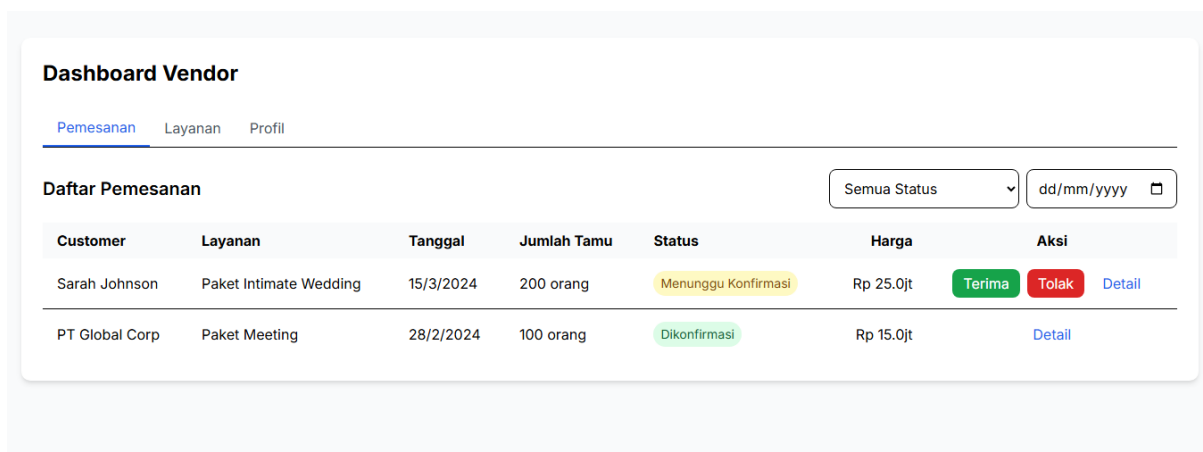 Dashboard Vendor
Pemesanan Layanan Profil
Daftar Pemesanan Semua Status dd/mm/yyyy
Customer Layanan Tanggal Jumlah Tamu Status Harga Aksi
Sarah Johnson Paket Intimate Wedding 15/3/2024 200 orang Menunggu Konfirmasi Rp 25.0jt Terima Tolak Detail
PT Global Corp Paket Meeting 28/2/2024 100 orang Dikonfirmasi Rp 15.0jt Detail